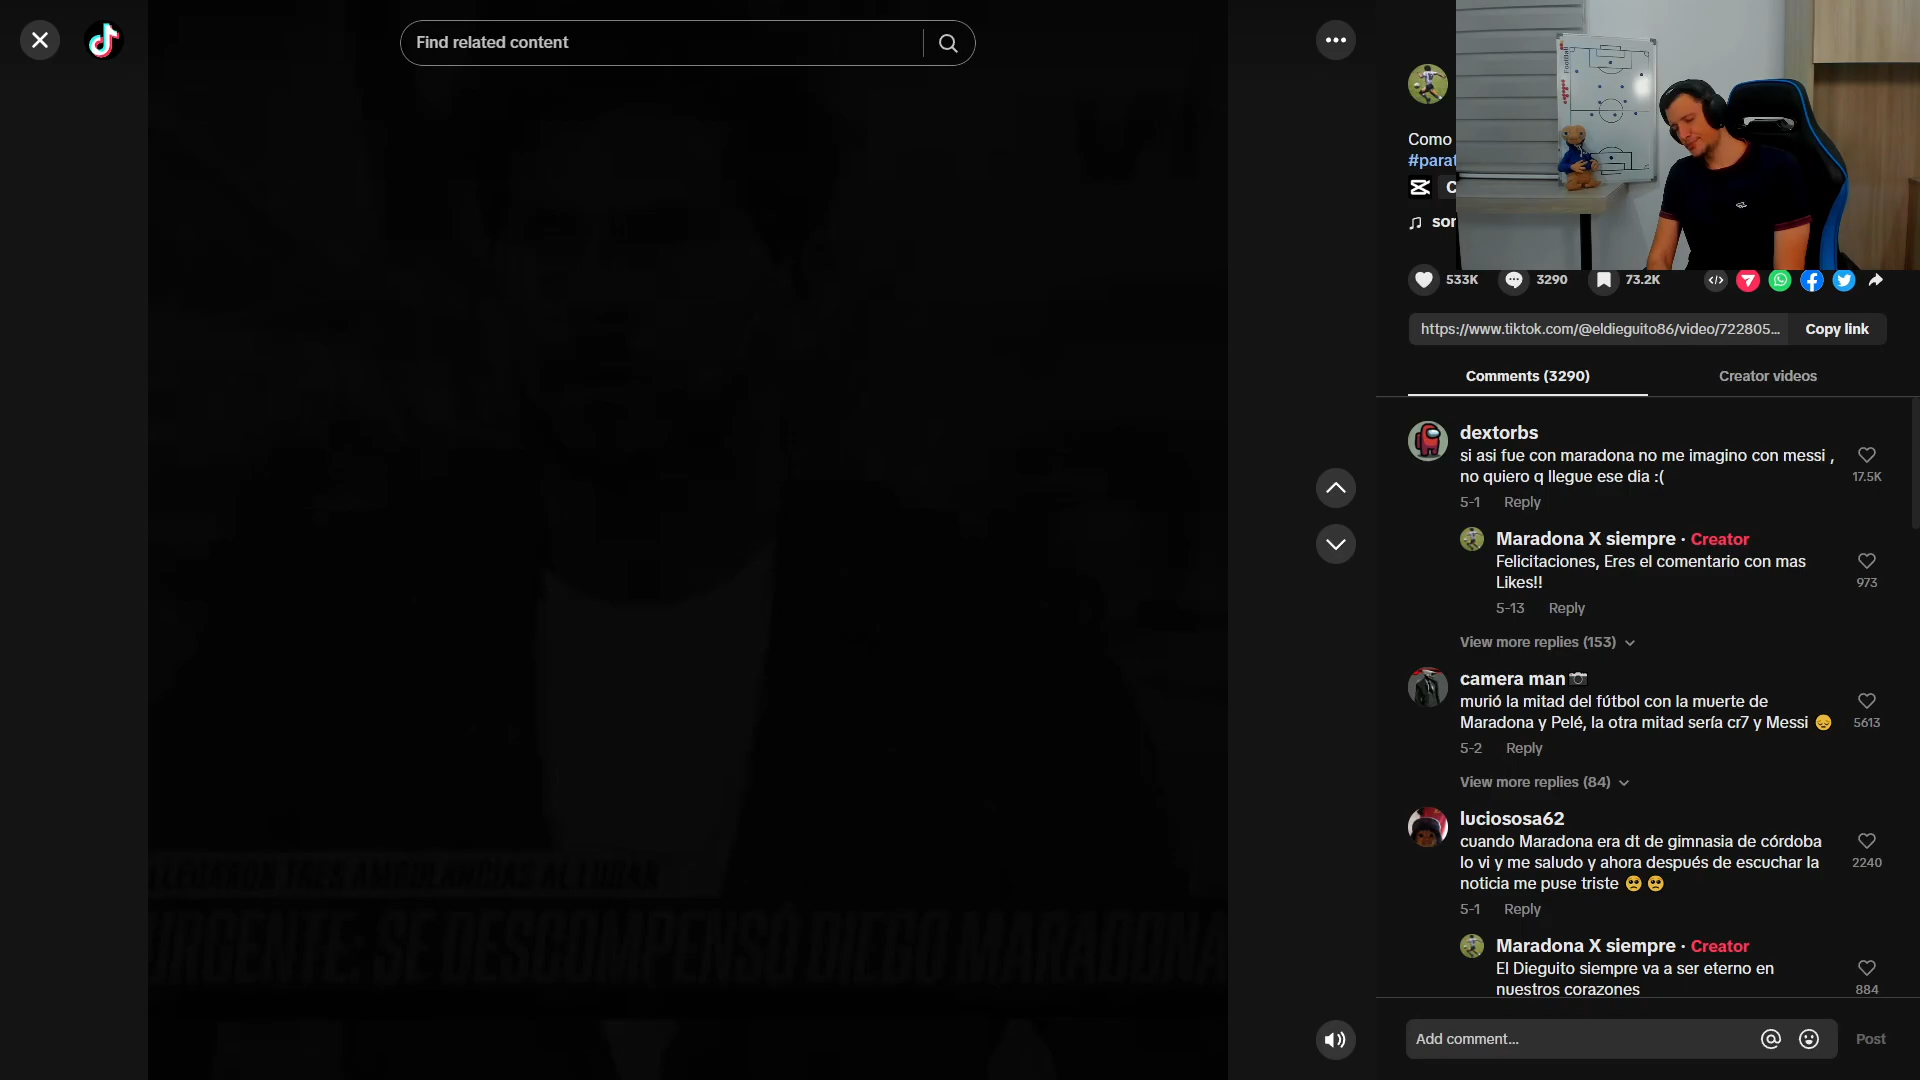 Find related content
Como
#parat
C
sor
533K
3290
73.2K
https://www.tiktok.com/@eldieguito86/video/722805...
Copy link
Comments (3290)
Creator videos
dextorbs
si asi fue con maradona no me imagino con messi ,
no quiero q llegue ese dia :(
17.5K
5-1
Reply
Maradona X siempre · Creator
Felicitaciones, Eres el comentario con mas
Likes!!
973
5-13
Reply
View more replies (153)
camera man📷
murió la mitad del fútbol con la muerte de
Maradona y Pelé, la otra mitad sería cr7 y Messi 😔
5613
5-2
Reply
View more replies (84)
luciososa62
cuando Maradona era dt de gimnasia de córdoba
lo vi y me saludo y ahora después de escuchar la
noticia me puse triste 🥺 🥺
2240
5-1
Reply
Maradona X siempre · Creator
El Dieguito siempre va a ser eterno en
nuestros corazones
884
LLEGARON TRES AMBULANCIAS AL LUGAR
URGENTE: SE DESCOMPENSÓ DIEGO MARADONA
Add comment...
Post